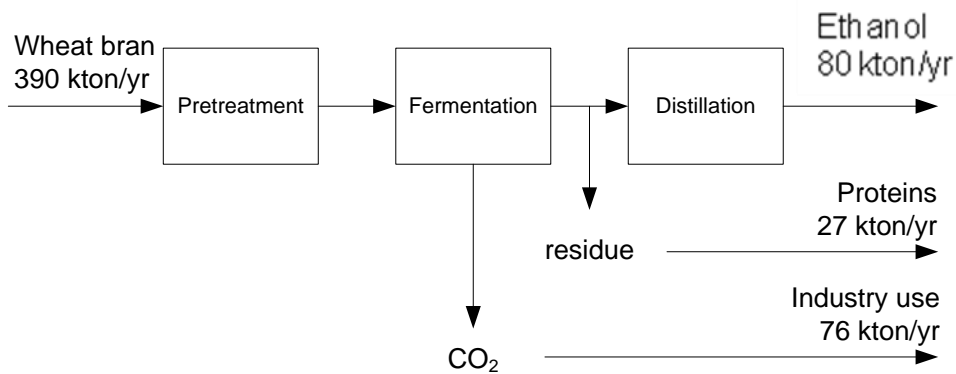 Wheat bran
390 kton/yr
Pretreatment
Fermentation
Distillation
Ethanol
80 kton/yr
residue
Proteins
27 kton/yr
CO₂
Industry use
76 kton/yr